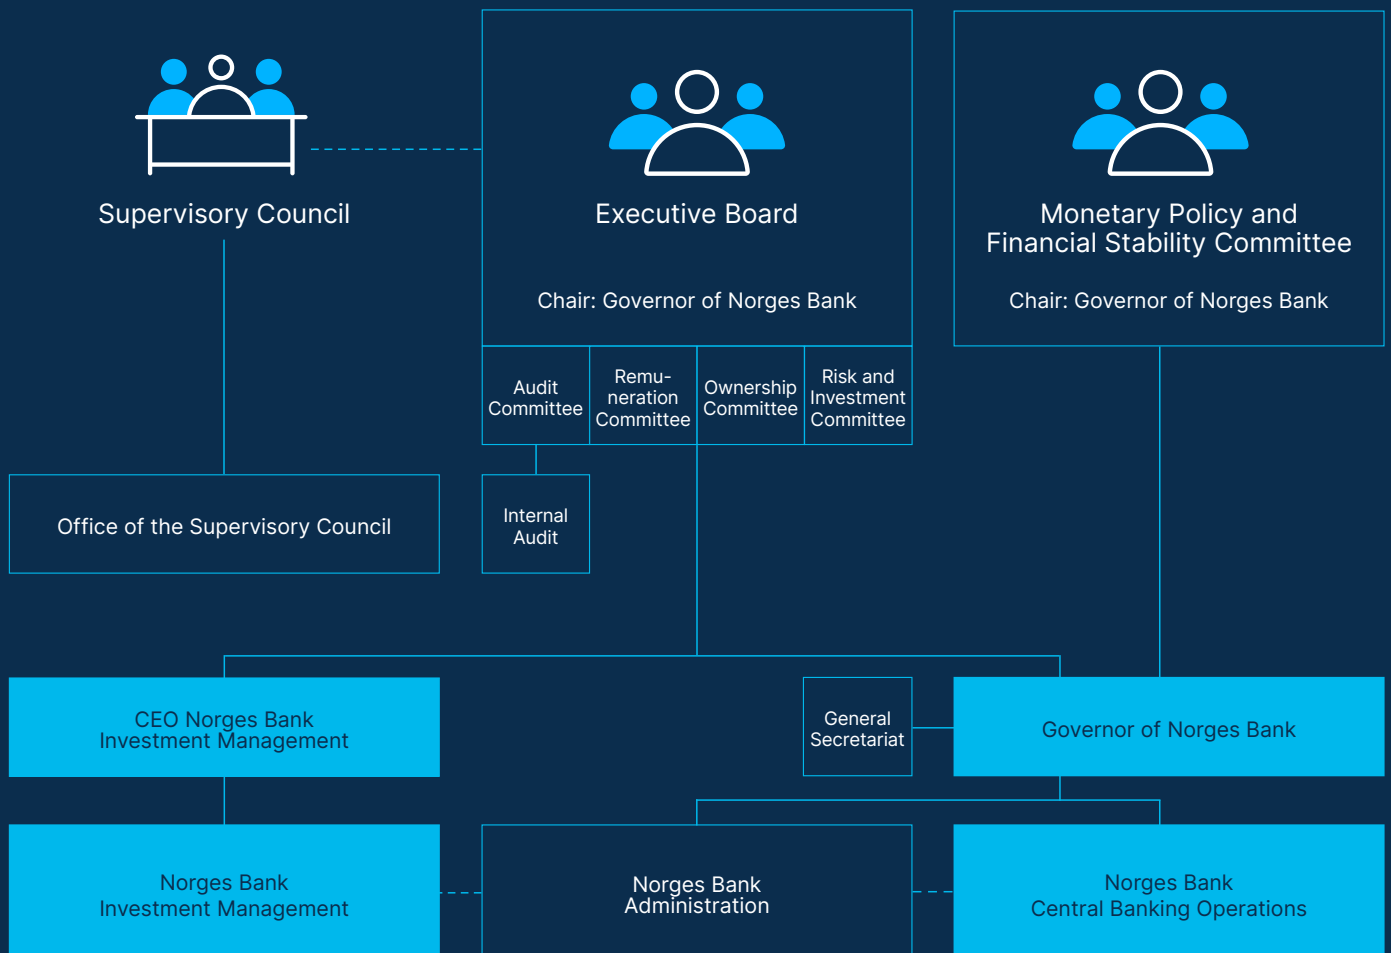 Supervisory Council
Executive Board
Chair: Governor of Norges Bank
Monetary Policy and
Financial Stability Committee
Chair: Governor of Norges Bank
Audit
Committee
Remu-
neration
Committee
Ownership
Committee
Risk and
Investment
Committee
Office of the Supervisory Council
Internal
Audit
CEO Norges Bank
Investment Management
General
Secretariat
Governor of Norges Bank
Norges Bank
Investment Management
Norges Bank
Administration
Norges Bank
Central Banking Operations